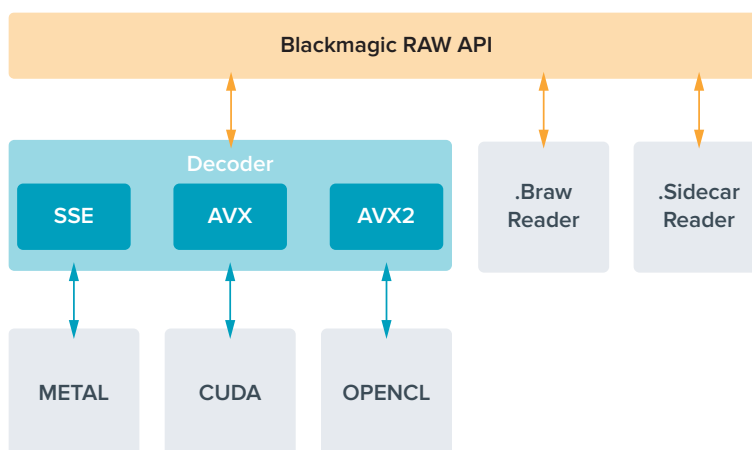 Blackmagic RAW API
Decoder
SSE
AVX
AVX2
.Braw
Reader
.Sidecar
Reader
METAL
CUDA
OPENCL